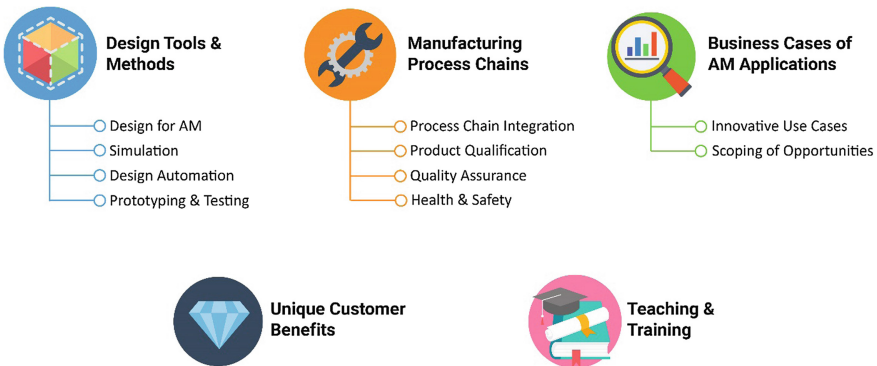 Design Tools &
Methods
Design for AM
Simulation
Design Automation
Prototyping & Testing
Manufacturing
Process Chains
Process Chain Integration
Product Qualification
Quality Assurance
Health & Safety
Business Cases of
AM Applications
Innovative Use Cases
Scoping of Opportunities
Unique Customer
Benefits
Teaching &
Training